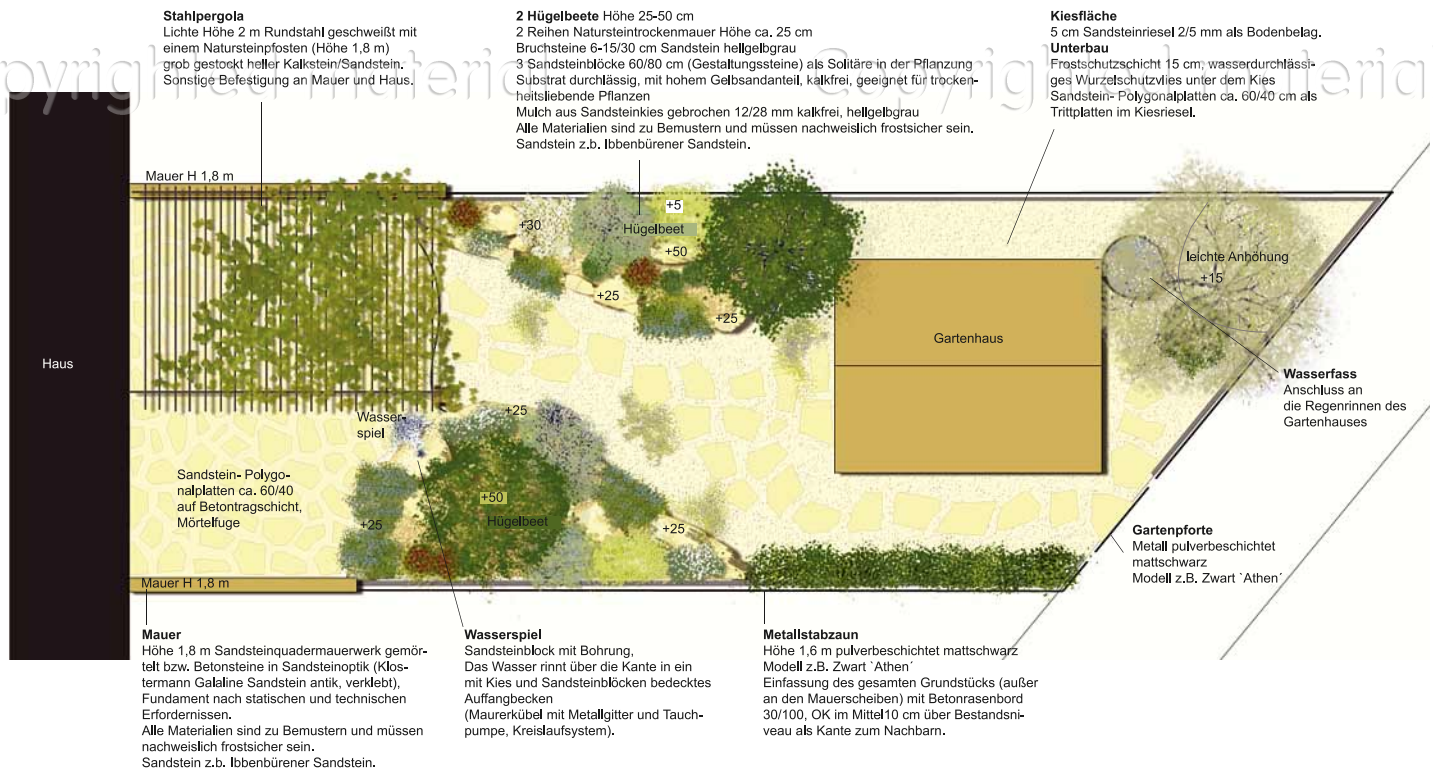 Stahlpergola
Lichte Höhe 2 m Rundstahl geschweißt mit
einem Natursteinpfosten (Höhe 1,8 m)
grob gestockt heller Kalkstein/Sandstein.
Sonstige Befestigung an Mauer und Haus.
2 Hügelbeete Höhe 25-50 cm
2 Reihen Natursteintrockenmauer Höhe ca. 25 cm
Bruchsteine 6-15/30 cm Sandstein hellgelbgrau
3 Sandsteinblöcke 60/80 cm (Gestaltungssteine) als Solitäre in der Pflanzung
Substrat durchlässig, mit hohem Gelbsandanteil, kalkfrei, geeignet für trocken-
heitsliebende Pflanzen
Mulch aus Sandsteinkies gebrochen 12/28 mm kalkfrei, hellgelbgrau
Alle Materialien sind zu Bemustern und müssen nachweislich frostsicher sein.
Sandstein z.b. Ibbenbürener Sandstein.
Kiesfläche
5 cm Sandsteinriesel 2/5 mm als Bodenbelag.
Unterbau
Frostschutzschicht 15 cm, wasserdurchlässi-
ges Wurzelschutzvlies unter dem Kies
Sandstein- Polygonalplatten ca. 60/40 cm als
Trittplatten im Kiesriesel.
opyrighted material
Copyrighted materia
Mauer H 1,8 m
+5
+30
Hügelbeet
+50
+25
+25
leichte Anhöhung
+15
Gartenhaus
Haus
Wasserfass
Anschluss an
die Regenrinnen des
Gartenhauses
Wasser-
spiel
+25
Sandstein- Polygo-
nalplatten ca. 60/40
auf Betontragschicht,
Mörtelfuge
+50
Hügelbeet
+25
+25
Gartenpforte
Metall pulverbeschichtet
mattschwarz
Modell z.B. Zwart `Athen´
Mauer H 1,8 m
Mauer
Höhe 1,8 m Sandsteinquadermauerwerk gemör-
telt bzw. Betonsteine in Sandsteinoptik (Klos-
termann Galaline Sandstein antik, verklebt),
Fundament nach statischen und technischen
Erfordernissen.
Alle Materialien sind zu Bemustern und müssen
nachweislich frostsicher sein.
Sandstein z.b. Ibbenbürener Sandstein.
Wasserspiel
Sandsteinblock mit Bohrung,
Das Wasser rinnt über die Kante in ein
mit Kies und Sandsteinblöcken bedecktes
Auffangbecken
(Maurerkübel mit Metallgitter und Tauch-
pumpe, Kreislaufsystem).
Metallstabzaun
Höhe 1,6 m pulverbeschichtet mattschwarz
Modell z.B. Zwart `Athen´
Einfassung des gesamten Grundstücks (außer
an den Mauerscheiben) mit Betonrasenbord
30/100, OK im Mittel10 cm über Bestandsni-
veau als Kante zum Nachbarn.